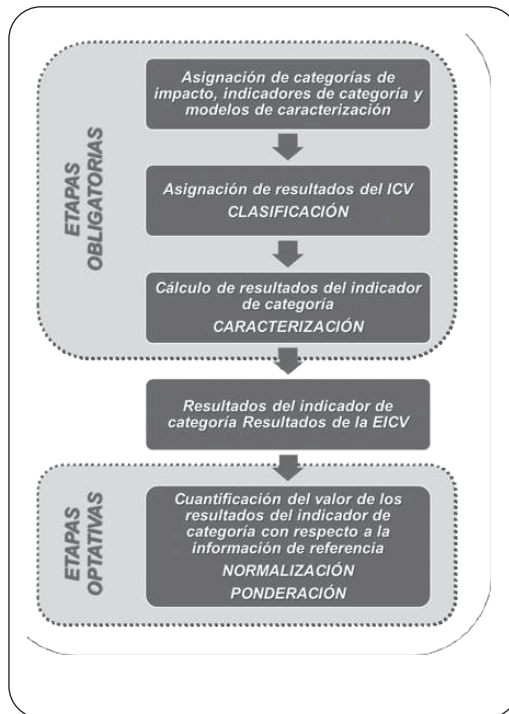 ETAPAS
OBLIGATORIAS
Asignación de categorías de
impacto, indicadores de categoría y
modelos de caracterización
Asignación de resultados del ICV
CLASIFICACIÓN
Cálculo de resultados del indicador
de categoría
CARACTERIZACIÓN
Resultados del indicador de
categoría Resultados de la EICV
ETAPAS
OPTATIVAS
Cuantificación del valor de los
resultados del indicador de
categoría con respecto a la
información de referencia
NORMALIZACIÓN
PONDERACIÓN